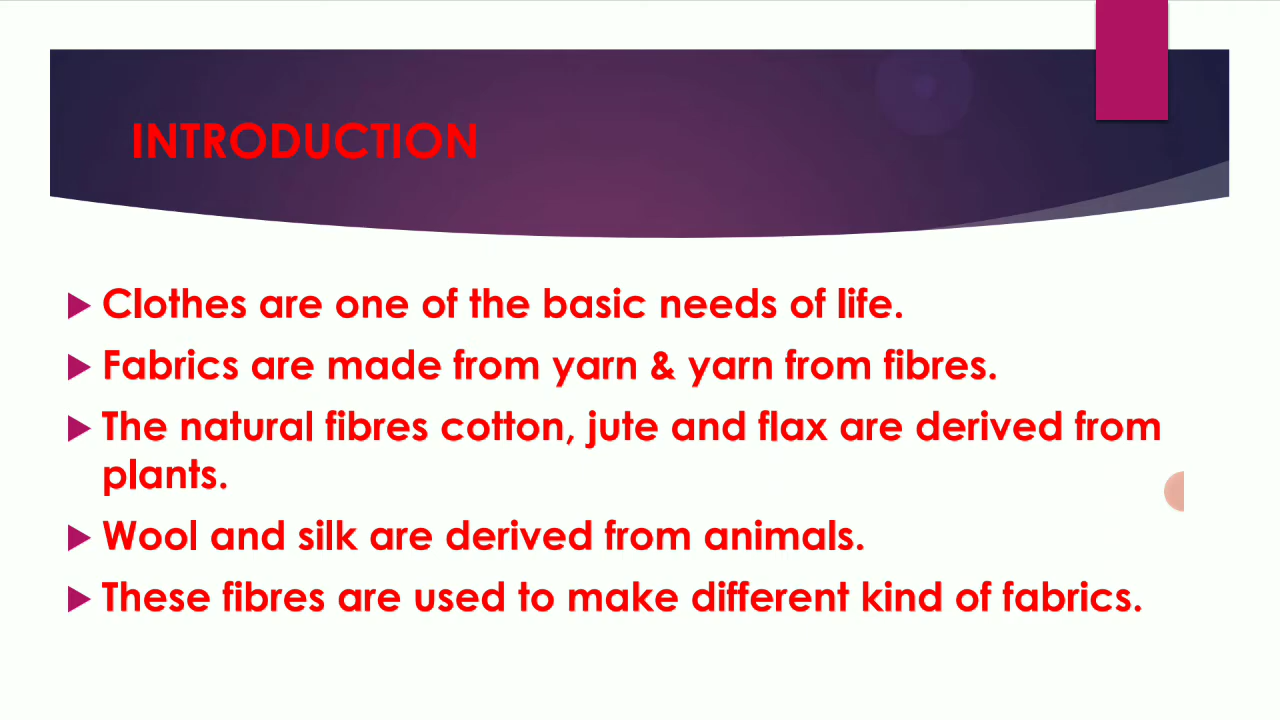 INTRODUCTION
Clothes are one of the basic needs of life.
Fabrics are made from yarn & yarn from fibres.
The natural fibres cotton, jute and flax are derived from
plants.
Wool and silk are derived from animals.
These fibres are used to make different kind of fabrics.